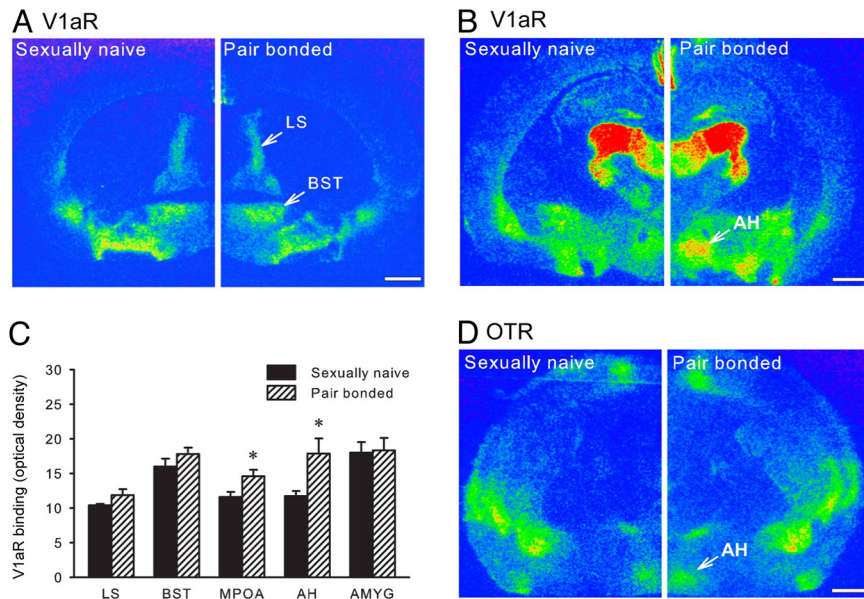 A V1aR
Sexually naive Pair bonded
LS
BST
B V1aR
Sexually naive Pair bonded
AH
C
V1aR binding (optical density)
30
25
20
15
10
5
0
Sexually naive
Pair bonded
* *
LS BST MPOA AH AMYG
D OTR
Sexually naive Pair bonded
AH